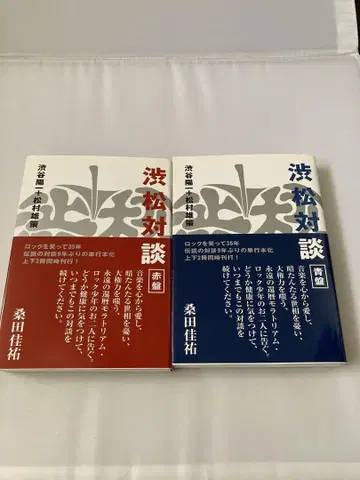 渋谷陽一+松村雄策
渋松対談
赤盤
ロックを笑って35年
伝説の対談9年ぶりの単行本化
上下2冊同時刊行!
音楽を心から愛し、
暗たんたる世相を憂い、
大権力を嗤う、
永遠の還暦モラトリアム・
ロック少年のお二人に告ぐ。
どうか健康に気をつけて、
いつまでもこの対談を
続けてください。
桑田佳祐
渋谷陽一+松村雄策
渋松対談
青盤
ロックを笑って35年
伝説の対談9年ぶりの単行本化
上下2冊同時刊行!
音楽を心から愛し、
暗たんたる世相を憂い、
大権力を嗤う、
永遠の還暦モラトリアム・
ロック少年のお二人に告ぐ。
どうか健康に気をつけて、
いつまでもこの対談を
続けてください。
桑田佳祐